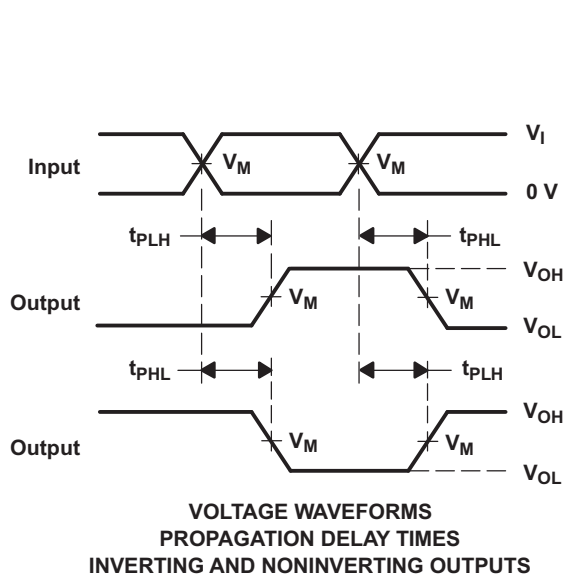 V_I
Input V_M V_M
0 V
t_PLH t_PHL
V_OH
Output V_M V_M
V_OL
t_PHL t_PLH
V_OH
Output V_M V_M
V_OL
VOLTAGE WAVEFORMS
PROPAGATION DELAY TIMES
INVERTING AND NONINVERTING OUTPUTS